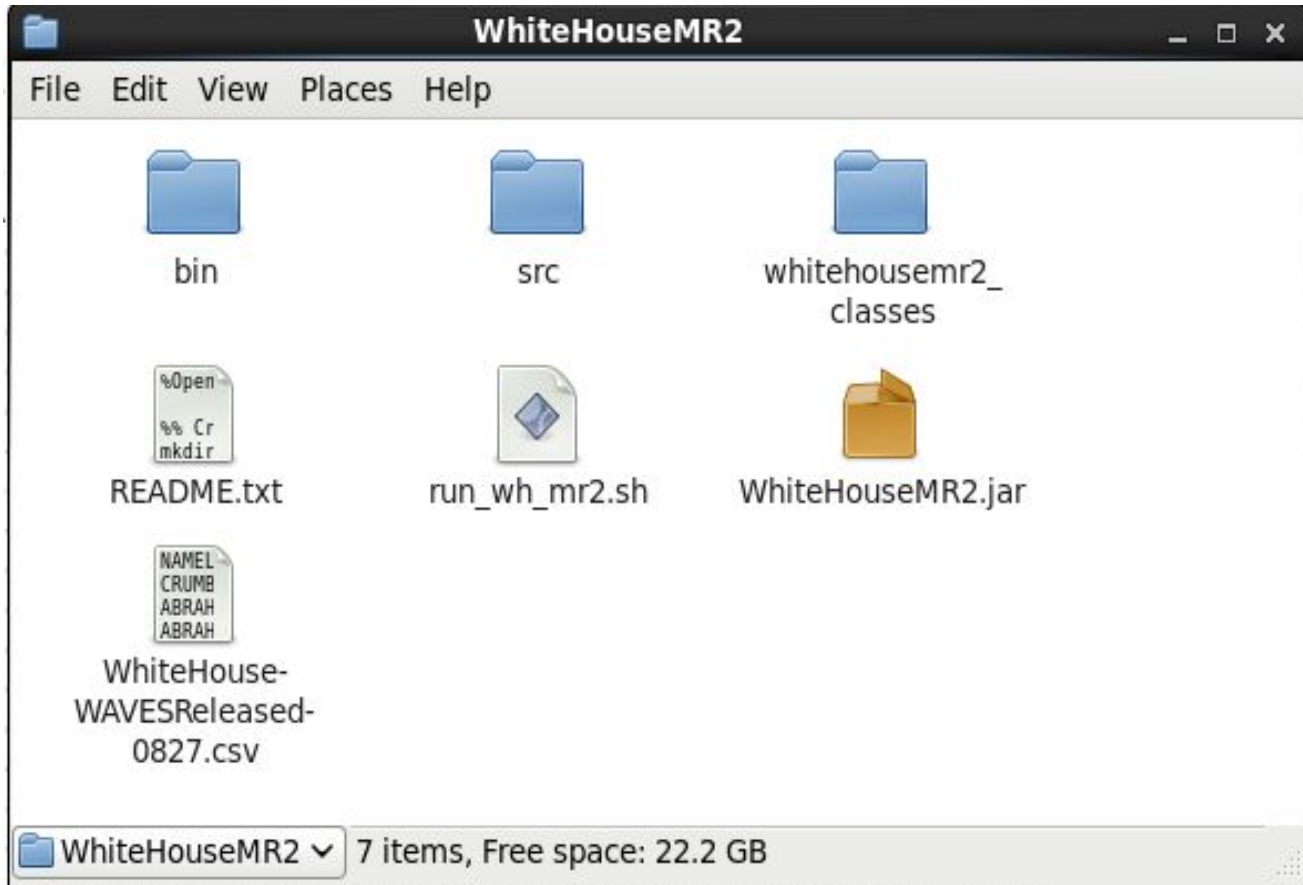 WhiteHouseMR2
File Edit View Places Help
bin
src
whitehousemr2_
classes
%Open
%% Cr
mkdir
README.txt
run_wh_mr2.sh
WhiteHouseMR2.jar
NAMEL
CRUMB
ABRAH
ABRAH
WhiteHouse-
WAVESReleased-
0827.csv
WhiteHouseMR2 7 items, Free space: 22.2 GB